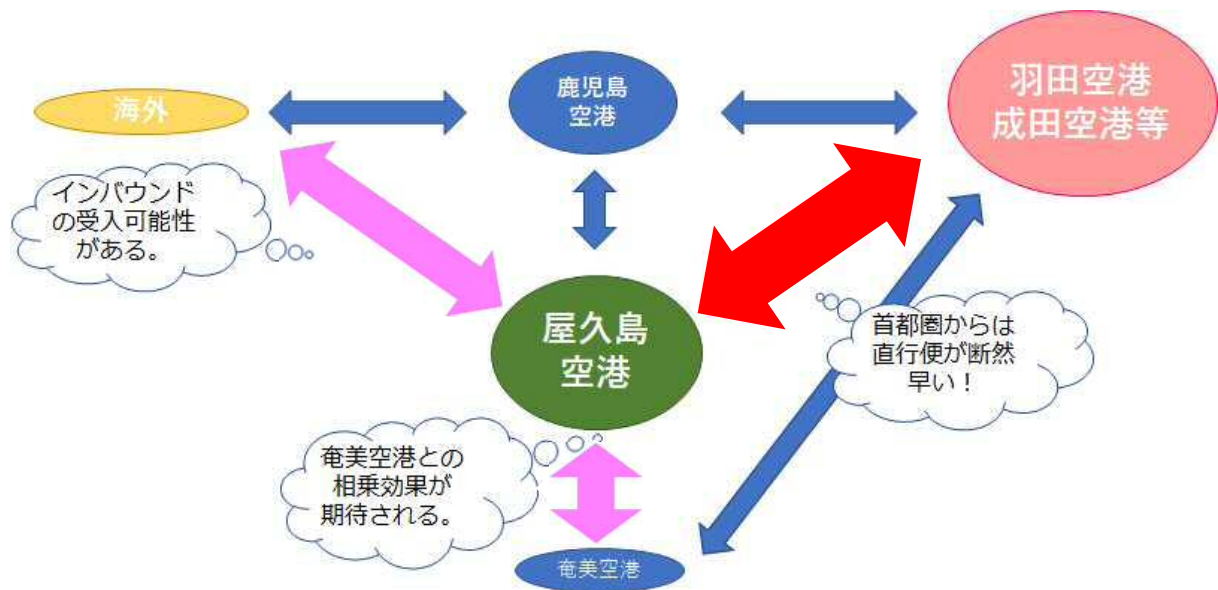 海外
鹿児島
空港
羽田空港
成田空港等
インバウンド
の受入可能性
がある。
屋久島
空港
首都圏からは
直行便が断然
早い！
奄美空港との
相乗効果が
期待される。
奄美空港